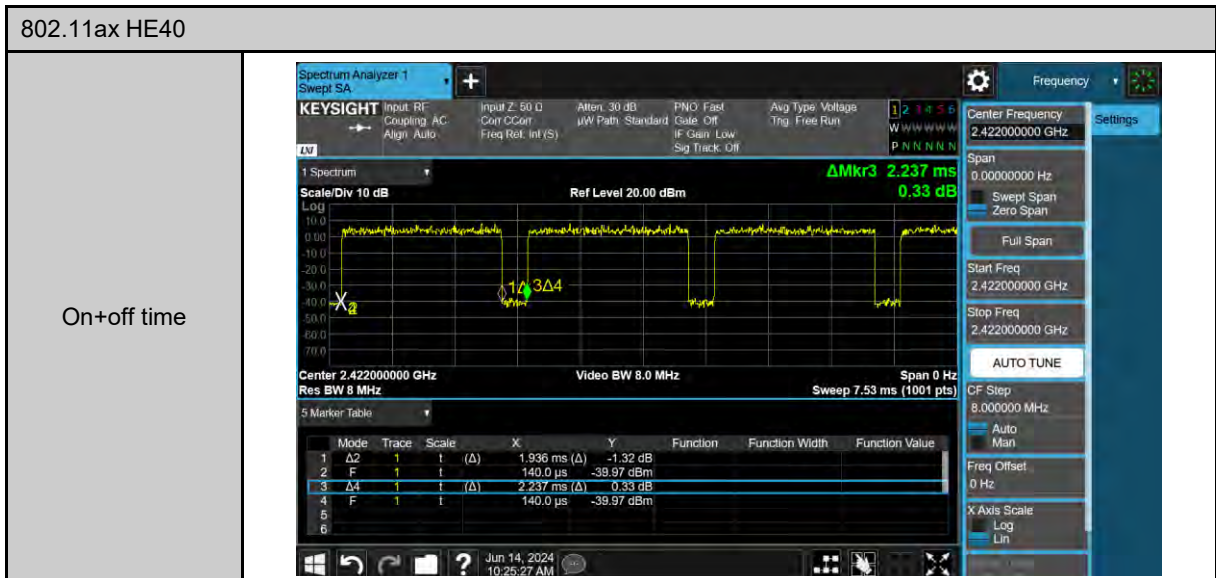 802.11ax HE40
On+off time
Spectrum Analyzer 1
Swept SA
+
Frequency
KEYSIGHT Input: RF Input Z: 50 Ω Atten: 30 dB PNO: Fast Avg Type: Voltage 1 2 3 4 5 6
Coupling: AC Corr CCorr µW Path: Standard Gate: Off Trig: Free Run
Align: Auto Freq Ref: Int (S) IF Gain: Low W W W W W W
Sig Track: Off P N N N N N
LXI
Center Frequency
2.422000000 GHz
Settings
Span
0.00000000 Hz
Swept Span
Zero Span
Full Span
Start Freq
2.422000000 GHz
Stop Freq
2.422000000 GHz
AUTO TUNE
CF Step
8.000000 MHz
Auto
Man
Freq Offset
0 Hz
X Axis Scale
Log
Lin
1 Spectrum
ΔMkr3 2.237 ms
Scale/Div 10 dB Ref Level 20.00 dBm 0.33 dB
Log
10.0
0.00
-10.0
-20.0
-30.0
-40.0
-50.0
-60.0
-70.0
3Δ4
Center 2.422000000 GHz Video BW 8.0 MHz Span 0 Hz
Res BW 8 MHz Sweep 7.53 ms (1001 pts)
5 Marker Table
Mode Trace Scale X Y Function Function Width Function Value
1 Δ2 1 t (Δ) 1.936 ms (Δ) -1.32 dB
2 F 1 t 140.0 µs -39.97 dBm
3 Δ4 1 t (Δ) 2.237 ms (Δ) 0.33 dB
4 F 1 t 140.0 µs -39.97 dBm
5
6
?
Jun 14, 2024
10:25:27 AM